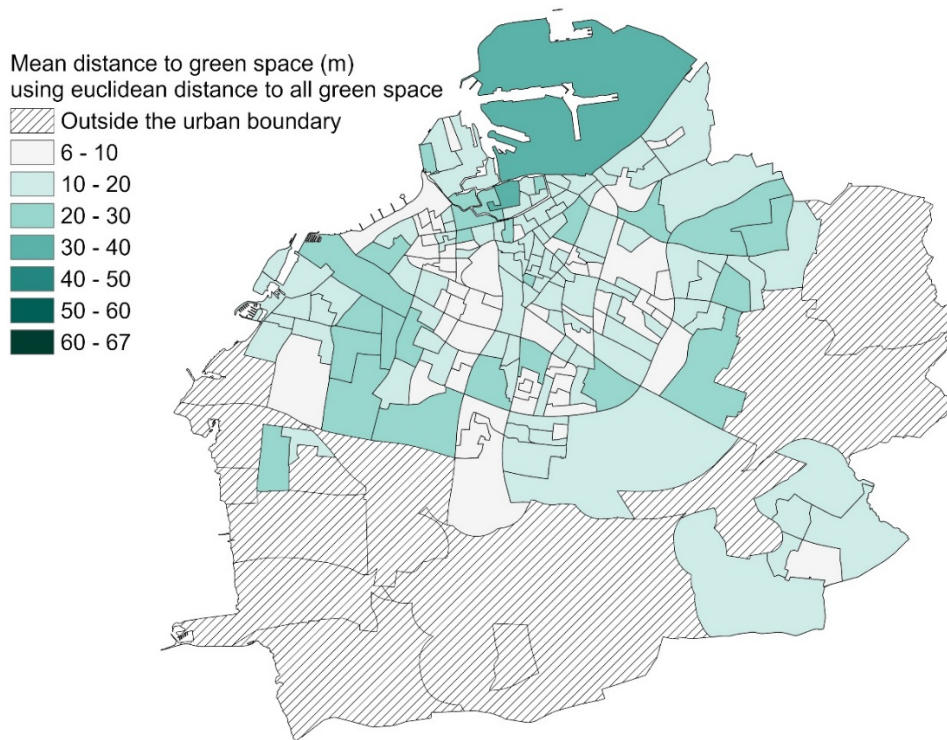 Mean distance to green space (m)
using euclidean distance to all green space
Outside the urban boundary
6 - 10
10 - 20
20 - 30
30 - 40
40 - 50
50 - 60
60 - 67